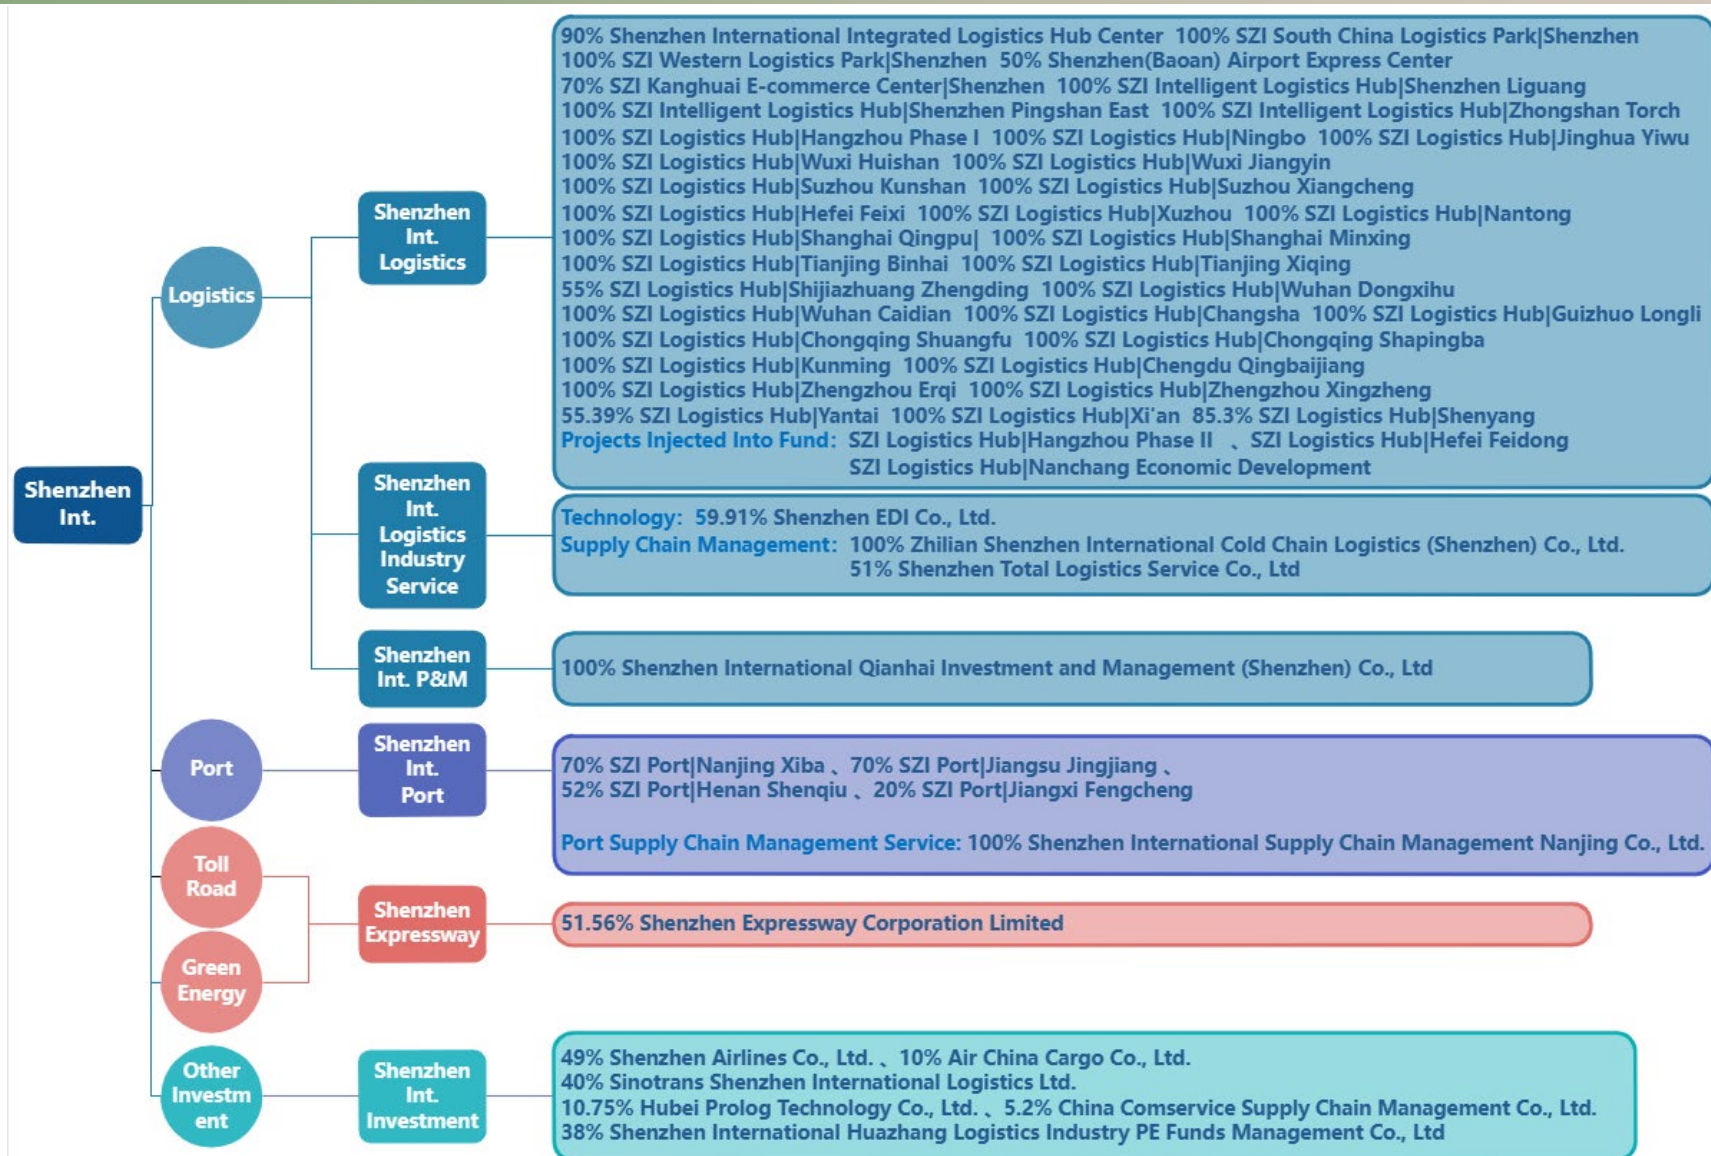 Shenzhen
Int.
Logistics
Shenzhen
Int.
Logistics
90% Shenzhen International Integrated Logistics Hub Center 100% SZI South China Logistics Park|Shenzhen
100% SZI Western Logistics Park|Shenzhen 50% Shenzhen(Baoan) Airport Express Center
70% SZI Kanghuai E-commerce Center|Shenzhen 100% SZI Intelligent Logistics Hub|Shenzhen Liguang
100% SZI Intelligent Logistics Hub|Shenzhen Pingshan East 100% SZI Intelligent Logistics Hub|Zhongshan Torch
100% SZI Logistics Hub|Hangzhou Phase I 100% SZI Logistics Hub|Ningbo 100% SZI Logistics Hub|Jinghua Yiwu
100% SZI Logistics Hub|Wuxi Huishan 100% SZI Logistics Hub|Wuxi Jiangyin
100% SZI Logistics Hub|Suzhou Kunshan 100% SZI Logistics Hub|Suzhou Xiangcheng
100% SZI Logistics Hub|Hefei Feixi 100% SZI Logistics Hub|Xuzhou 100% SZI Logistics Hub|Nantong
100% SZI Logistics Hub|Shanghai Qingpu| 100% SZI Logistics Hub|Shanghai Minxing
100% SZI Logistics Hub|Tianjing Binhai 100% SZI Logistics Hub|Tianjing Xiqing
55% SZI Logistics Hub|Shijiazhuang Zhengding 100% SZI Logistics Hub|Wuhan Dongxihu
100% SZI Logistics Hub|Wuhan Caidian 100% SZI Logistics Hub|Changsha 100% SZI Logistics Hub|Guizhuo Longli
100% SZI Logistics Hub|Chongqing Shuangfu 100% SZI Logistics Hub|Chongqing Shapingba
100% SZI Logistics Hub|Kunming 100% SZI Logistics Hub|Chengdu Qingbaijiang
100% SZI Logistics Hub|Zhengzhou Erqi 100% SZI Logistics Hub|Zhengzhou Xingzheng
55.39% SZI Logistics Hub|Yantai 100% SZI Logistics Hub|Xi'an 85.3% SZI Logistics Hub|Shenyang
Projects Injected Into Fund: SZI Logistics Hub|Hangzhou Phase II 、SZI Logistics Hub|Hefei Feidong
SZI Logistics Hub|Nanchang Economic Development
Shenzhen
Int.
Logistics
Industry
Service
Technology: 59.91% Shenzhen EDI Co., Ltd.
Supply Chain Management: 100% Zhilian Shenzhen International Cold Chain Logistics (Shenzhen) Co., Ltd.
51% Shenzhen Total Logistics Service Co., Ltd
Shenzhen
Int. P&M
100% Shenzhen International Qianhai Investment and Management (Shenzhen) Co., Ltd
Port
Shenzhen
Int.
Port
70% SZI Port|Nanjing Xiba 、70% SZI Port|Jiangsu Jingjiang 、
52% SZI Port|Henan Shenqiu 、20% SZI Port|Jiangxi Fengcheng
Port Supply Chain Management Service: 100% Shenzhen International Supply Chain Management Nanjing Co., Ltd.
Toll
Road
Green
Energy
Shenzhen
Expressway
51.56% Shenzhen Expressway Corporation Limited
Other
Investm
ent
Shenzhen
Int.
Investment
49% Shenzhen Airlines Co., Ltd. 、10% Air China Cargo Co., Ltd.
40% Sinotrans Shenzhen International Logistics Ltd.
10.75% Hubei Prolog Technology Co., Ltd. 、5.2% China Comservice Supply Chain Management Co., Ltd.
38% Shenzhen International Huazhang Logistics Industry PE Funds Management Co., Ltd